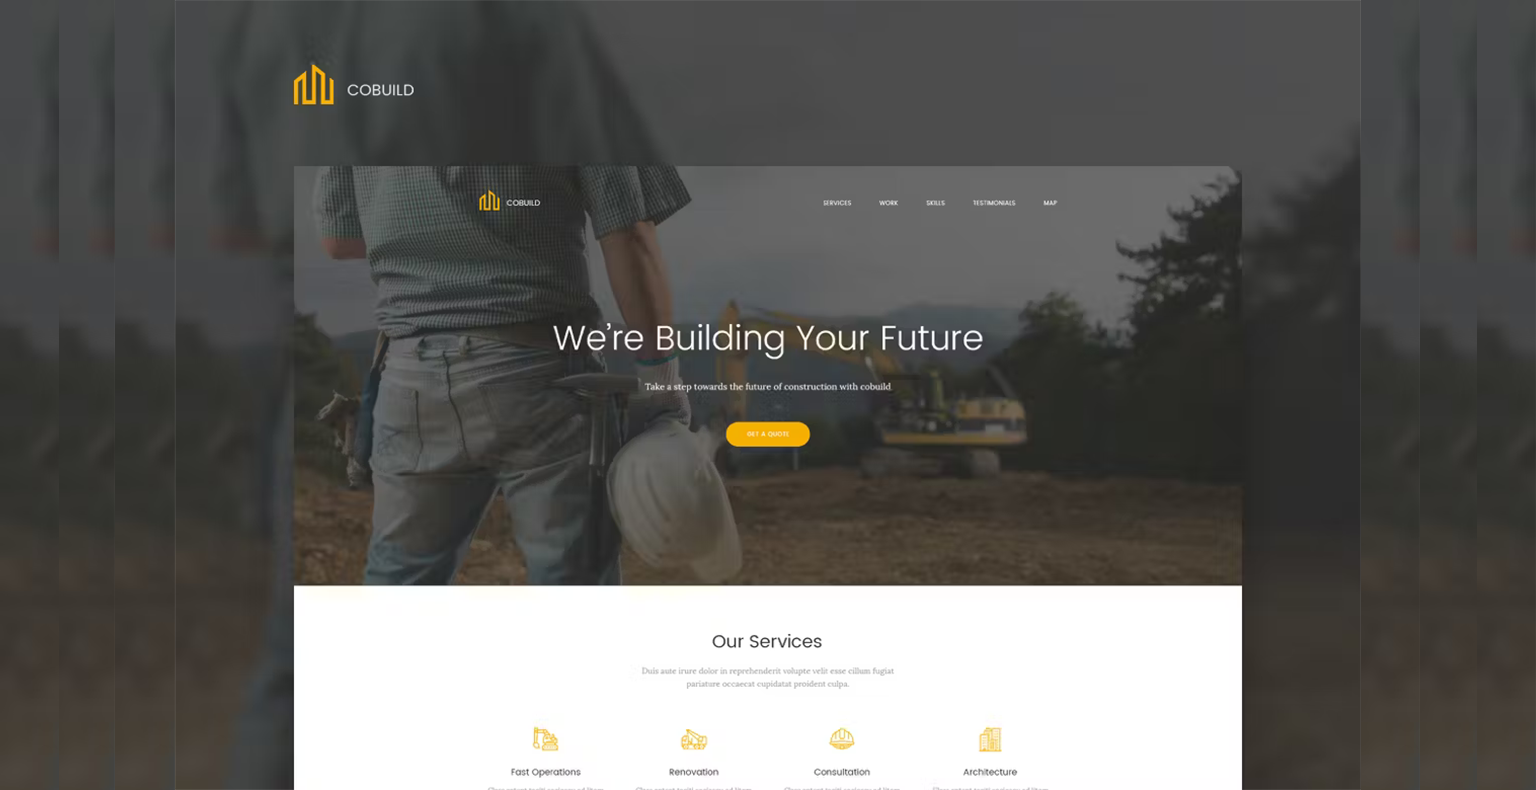 COBUILD
COBUILD
SERVICES WORK SKILLS TESTIMONIALS MAP
We're Building Your Future
Take a step towards the future of construction with cobuild
GET A QUOTE
Our Services
Duis aute irure dolor in reprehenderit volupte velit esse cillum fugiat
pariature occaecat cupidatat proident culpa.
Fast Operations Renovation Consultation Architecture